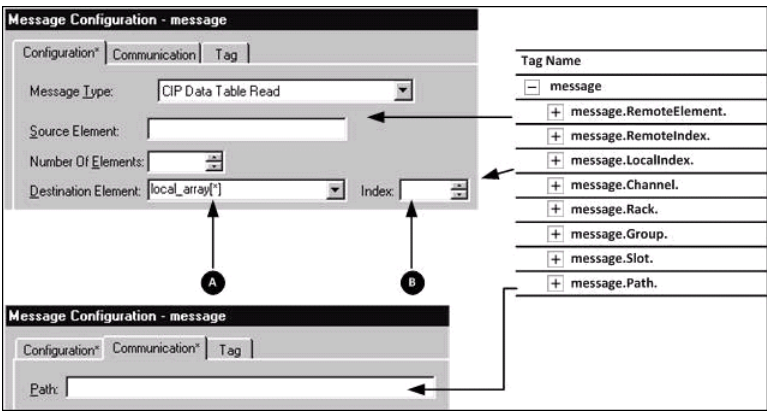 Message Configuration - message
Configuration* Communication Tag
Message Type: CIP Data Table Read
Source Element:
Number Of Elements:
Destination Element: local_array[*] Index:
A B
Tag Name
message
message.RemoteElement.
message.RemoteIndex.
message.LocalIndex.
message.Channel.
message.Rack.
message.Group.
message.Slot.
message.Path.
Message Configuration - message
Configuration* Communication* Tag
Path: